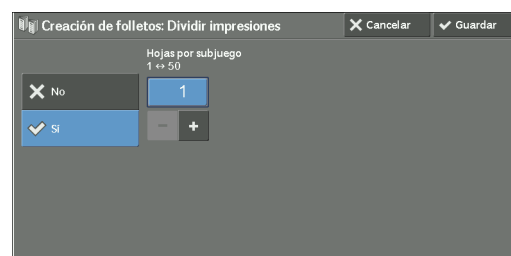 Creación de folletos: Dividir impresiones
Cancelar
Guardar
Hojas por subjuego
1 ↔ 50
No
1
Sí
− +